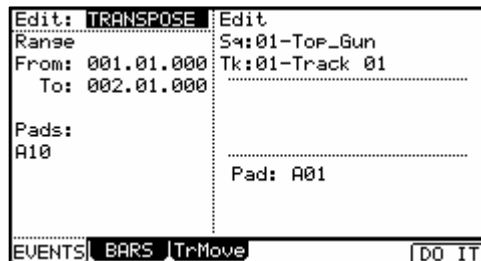 Edit: TRANSPOSE
Range
From: 001.01.000
To: 002.01.000
Pads:
A10
Edit
Sq:01-Top_Gun
Tk:01-Track 01
Pad: A01
EVENTS BARS TrMove DO IT